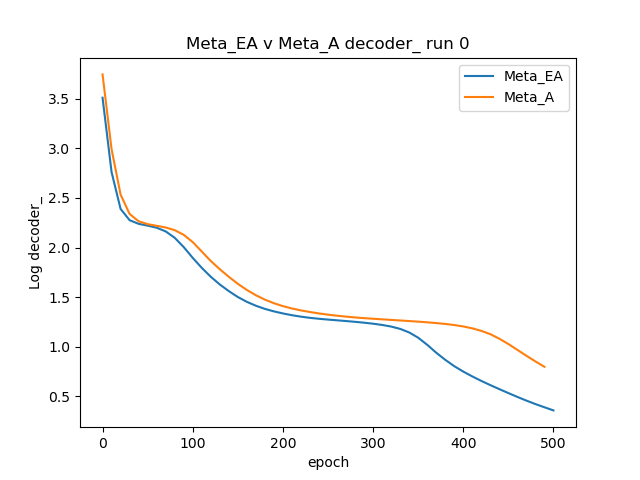 Meta_EA v Meta_A decoder_ run 0
Meta_EA
Meta_A
Log decoder_
3.5
3.0
2.5
2.0
1.5
1.0
0.5
0 100 200 300 400 500
epoch